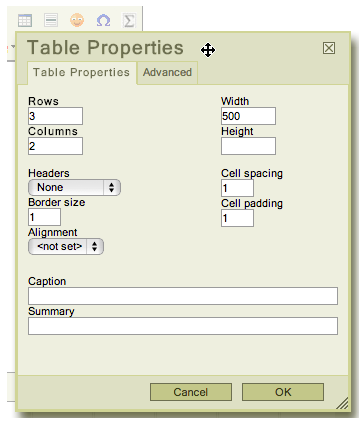 Table Properties
Table Properties Advanced
Rows Width
3 500
Columns Height
2
Headers Cell spacing
None 1
Border size Cell padding
1 1
Alignment
<not set>
Caption
Summary
Cancel OK